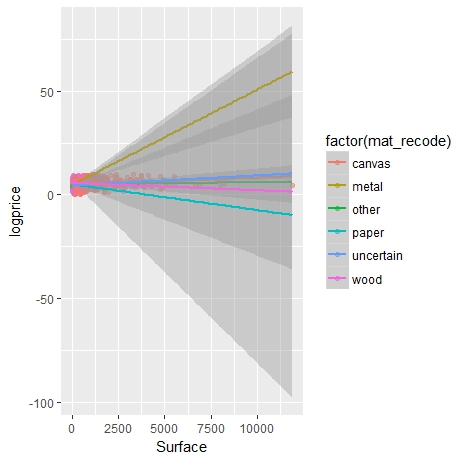 50
0
-50
-100
logprice
0 2500 5000 7500 10000
Surface
factor(mat_recode)
canvas
metal
other
paper
uncertain
wood